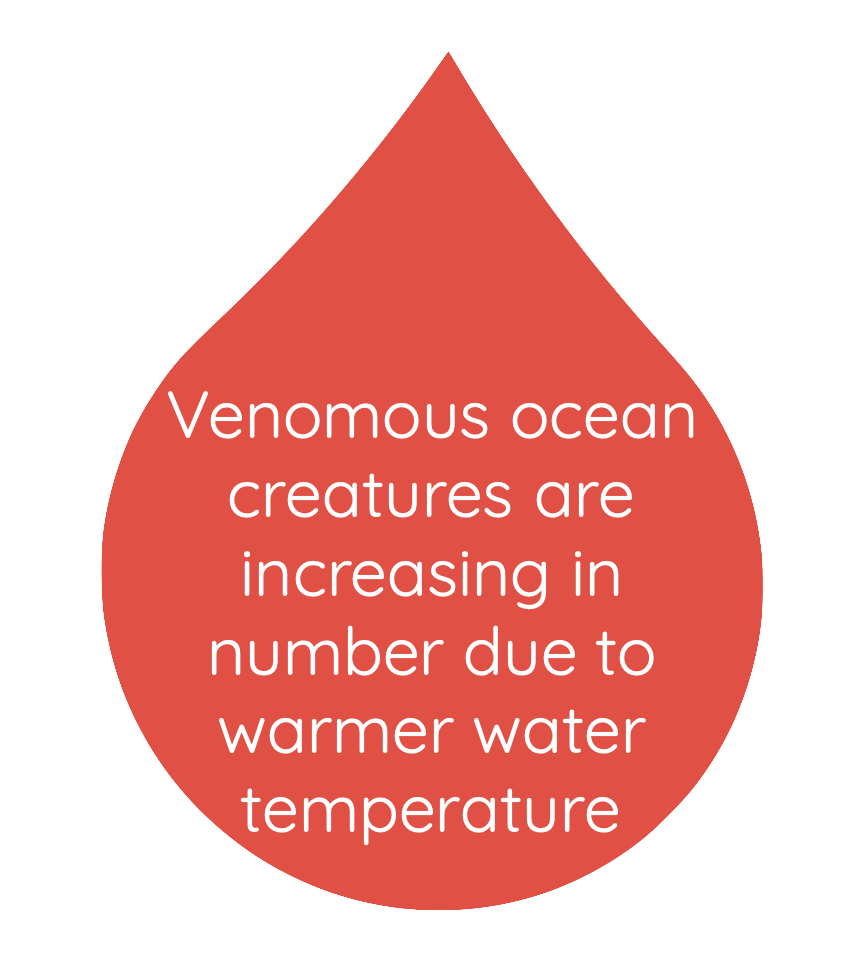 Venomous ocean
creatures are
increasing in
number due to
warmer water
temperature